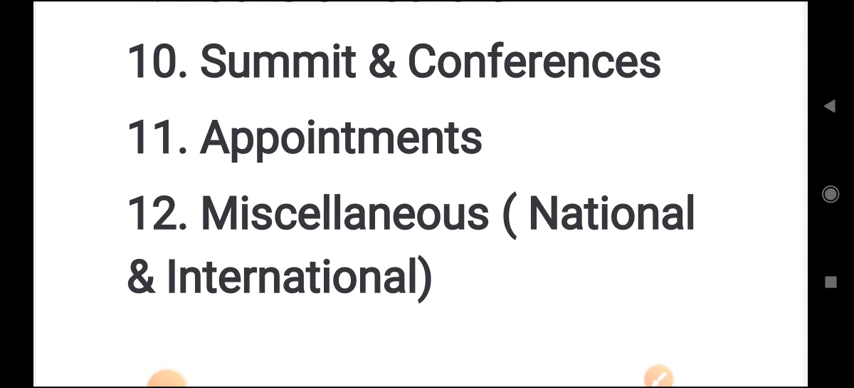 10. Summit & Conferences
11. Appointments
12. Miscellaneous ( National
& International)